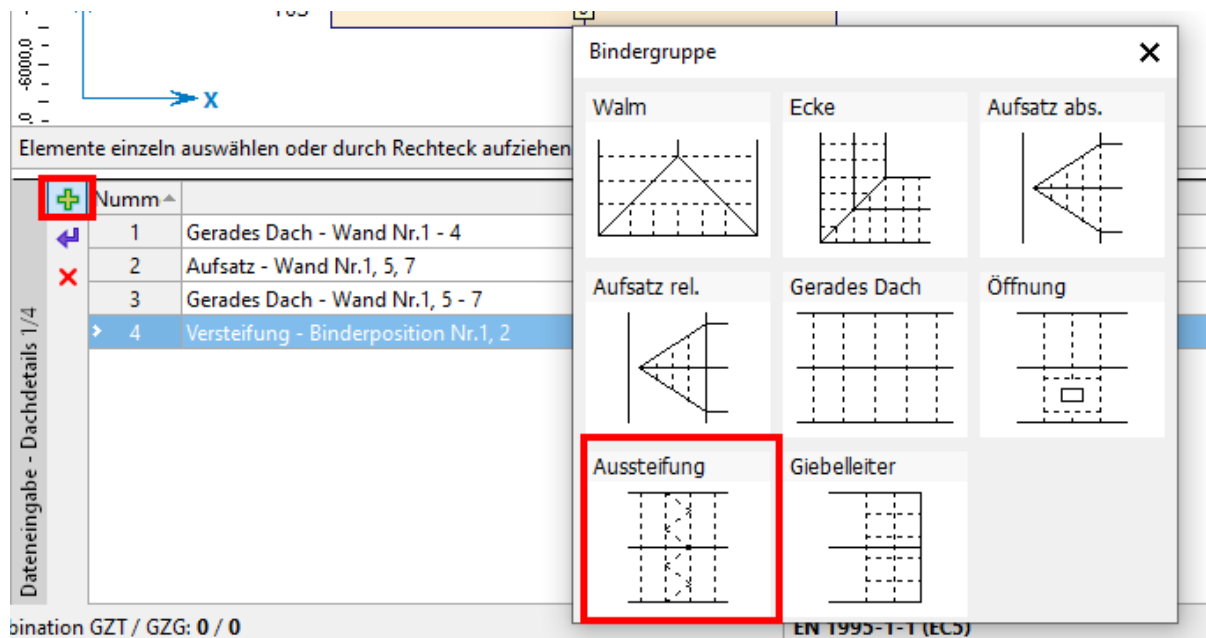 -6000,0
X
Elemente einzeln auswählen oder durch Rechteck aufziehen
Numm
1 Gerades Dach - Wand Nr.1 - 4
2 Aufsatz - Wand Nr.1, 5, 7
3 Gerades Dach - Wand Nr.1, 5 - 7
4 Versteifung - Binderposition Nr.1, 2
Dateneingabe - Dachdetails 1/4
Bindergruppe
Walm Ecke Aufsatz abs.
Aufsatz rel. Gerades Dach Öffnung
Aussteifung Giebelleiter
bination GZT / GZG: 0 / 0
EN 1995-1-1 (EC5)